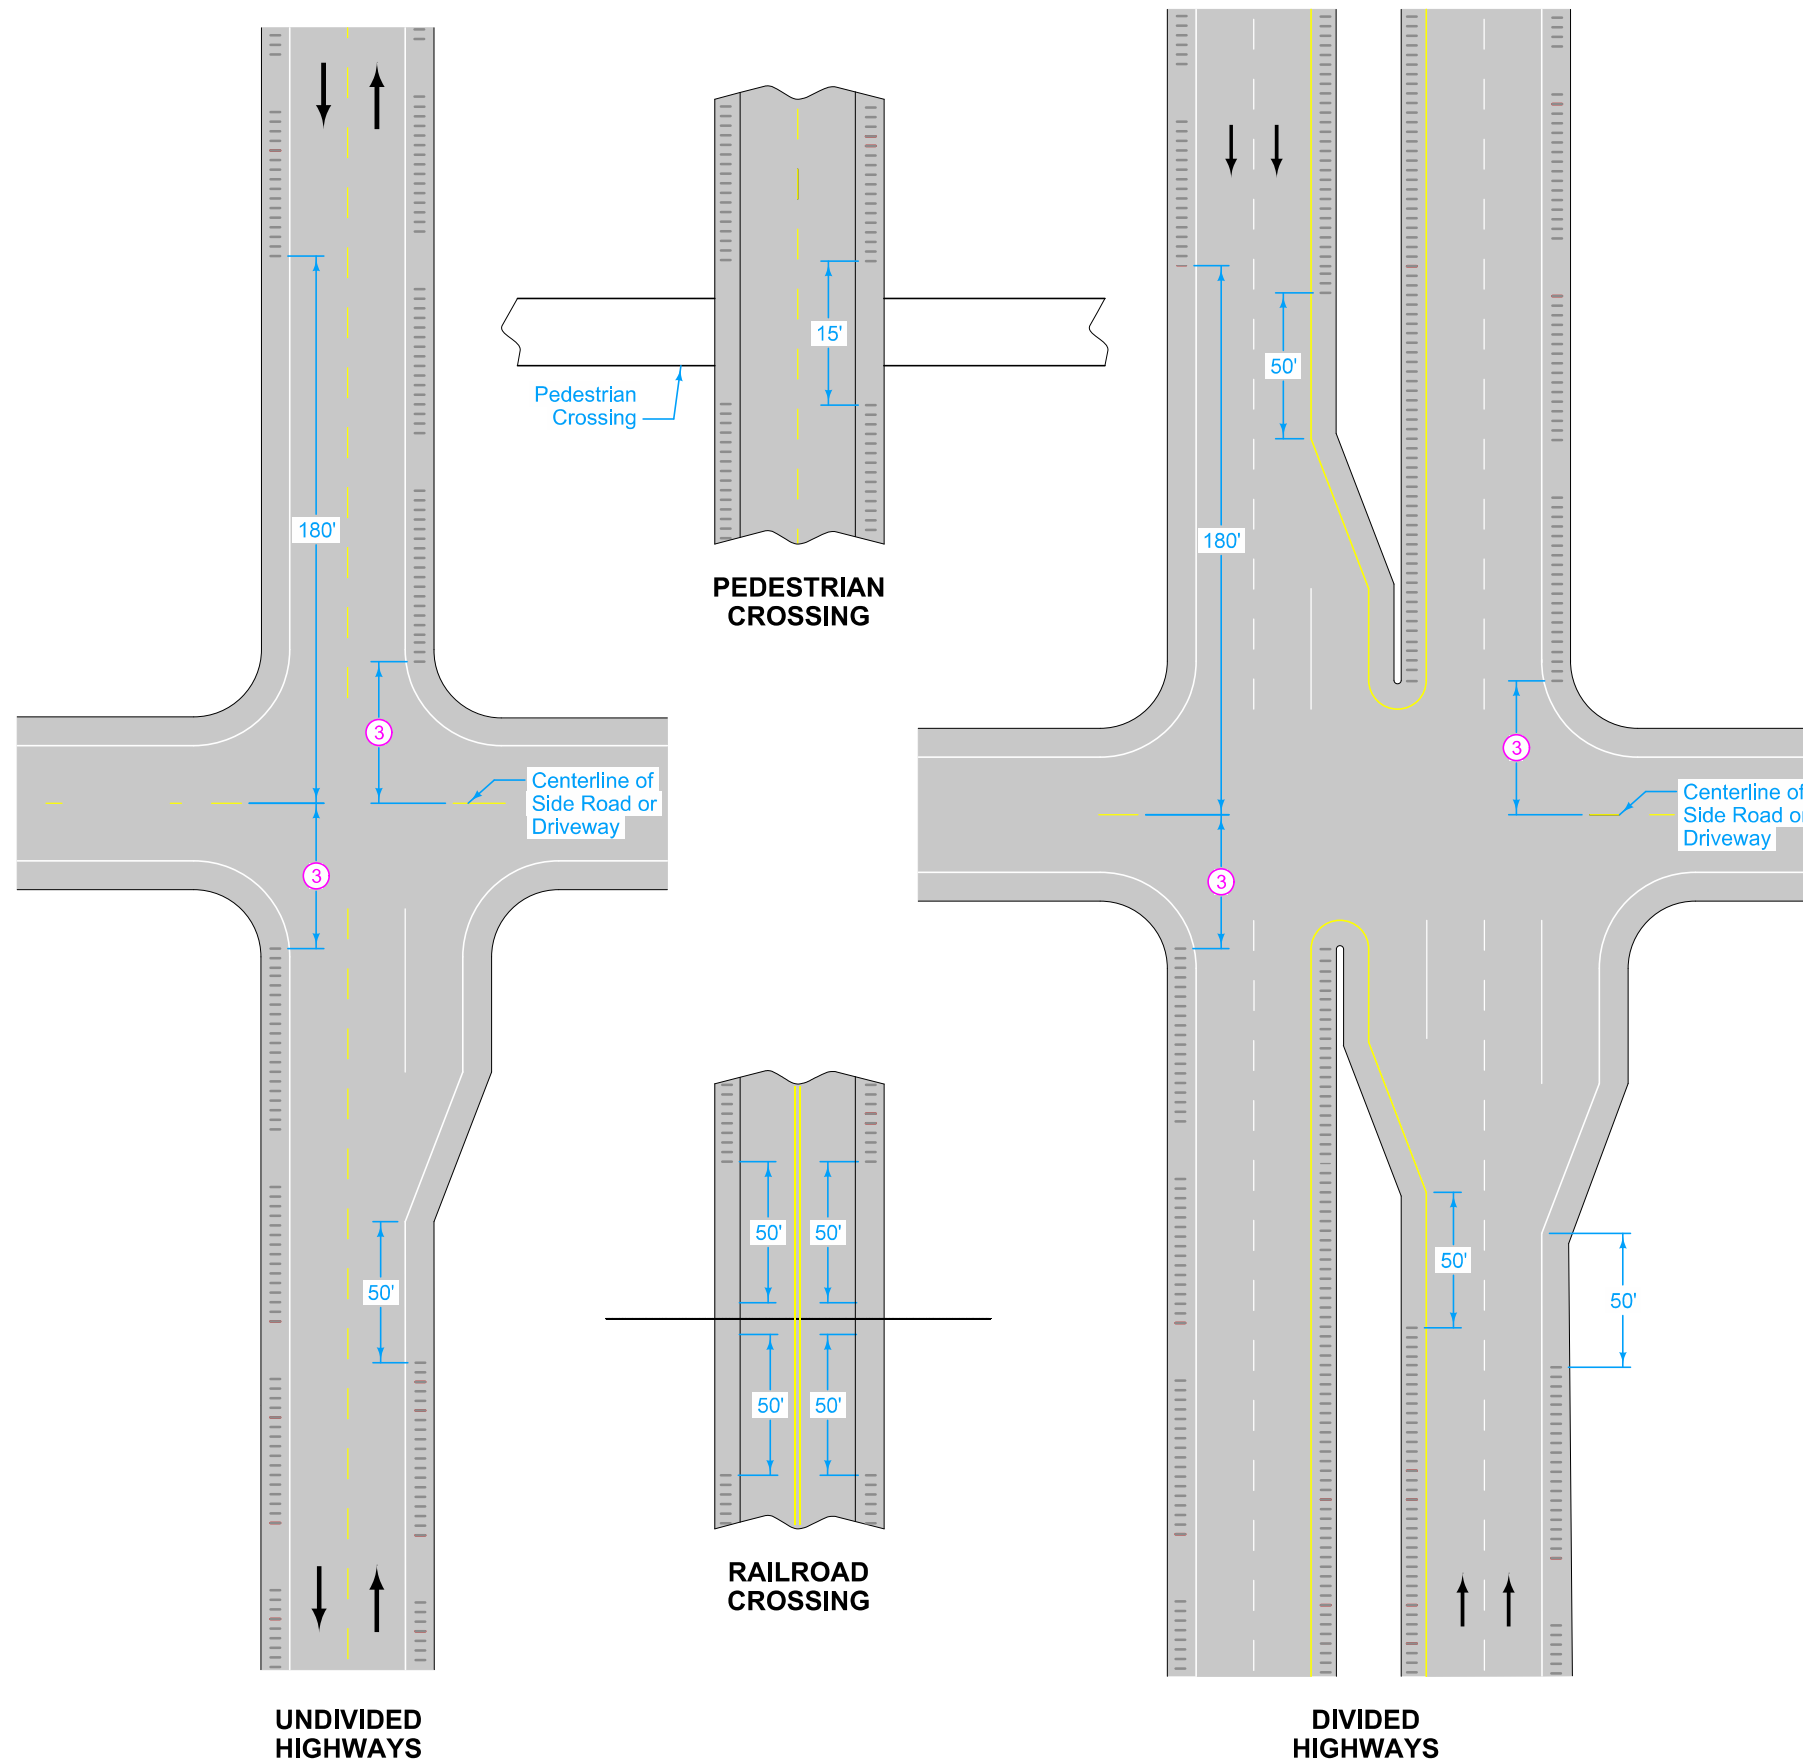 180'
3
Centerline of
Side Road or
Driveway
3
50'
UNDIVIDED
HIGHWAYS
15'
Pedestrian
Crossing
PEDESTRIAN
CROSSING
50'
50'
50'
50'
RAILROAD
CROSSING
50'
180'
3
Centerline of
Side Road or
Driveway
3
50'
50'
DIVIDED
HIGHWAYS